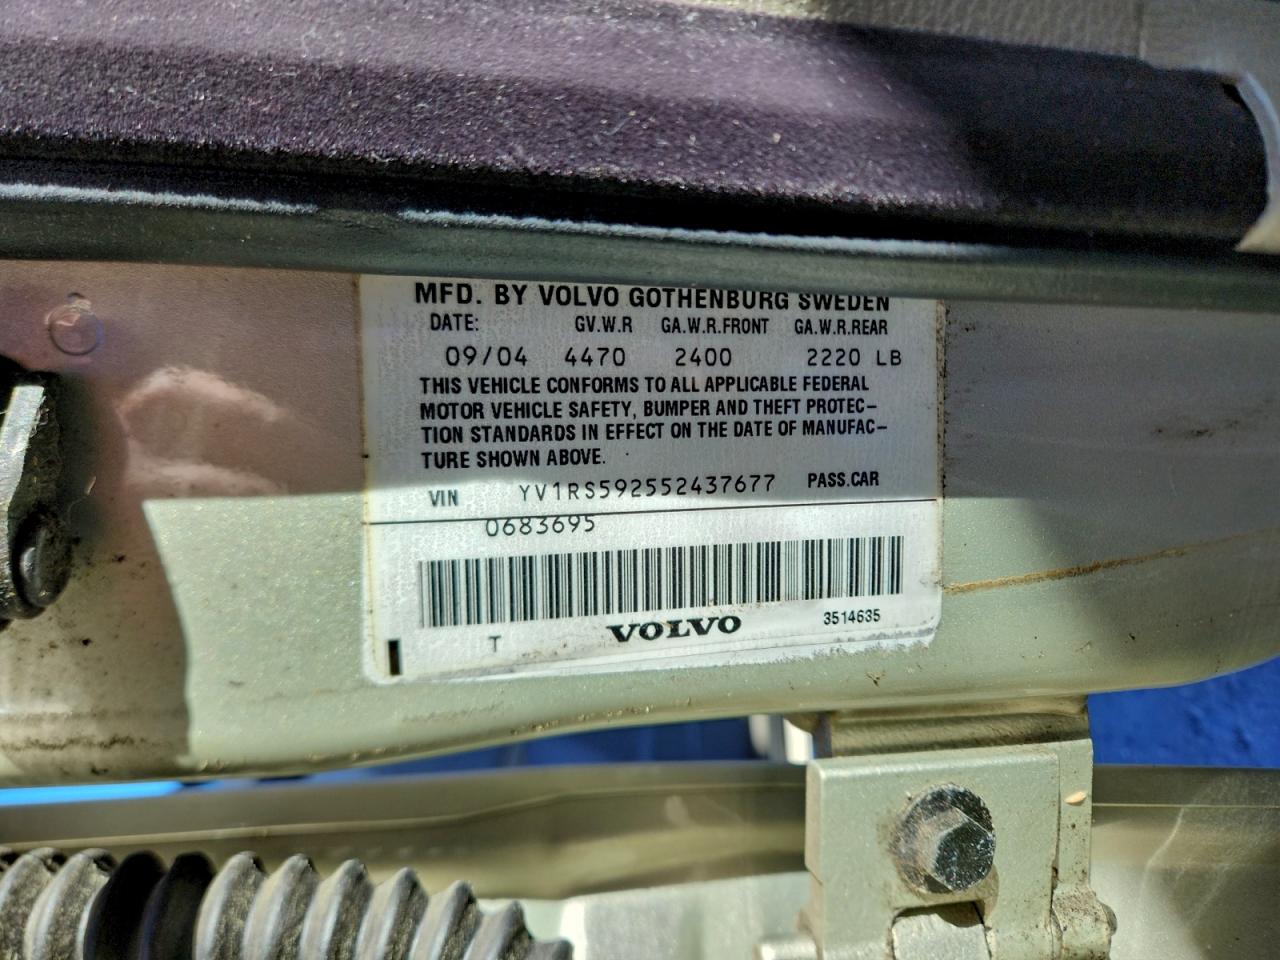 MFD. BY VOLVO GOTHENBURG SWEDEN
DATE: GV.W.R GA.W.R.FRONT GA.W.R.REAR
09/04 4470 2400 2220 LB
THIS VEHICLE CONFORMS TO ALL APPLICABLE FEDERAL
MOTOR VEHICLE SAFETY, BUMPER AND THEFT PROTEC-
TION STANDARDS IN EFFECT ON THE DATE OF MANUFAC-
TURE SHOWN ABOVE.
VIN YV1RS592552437677 PASS.CAR
0683695
T VOLVO 3514635